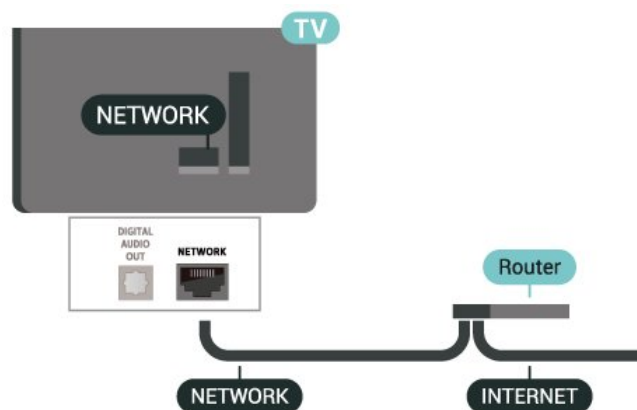 TV
NETWORK
DIGITAL
AUDIO
OUT
NETWORK
Router
NETWORK
INTERNET